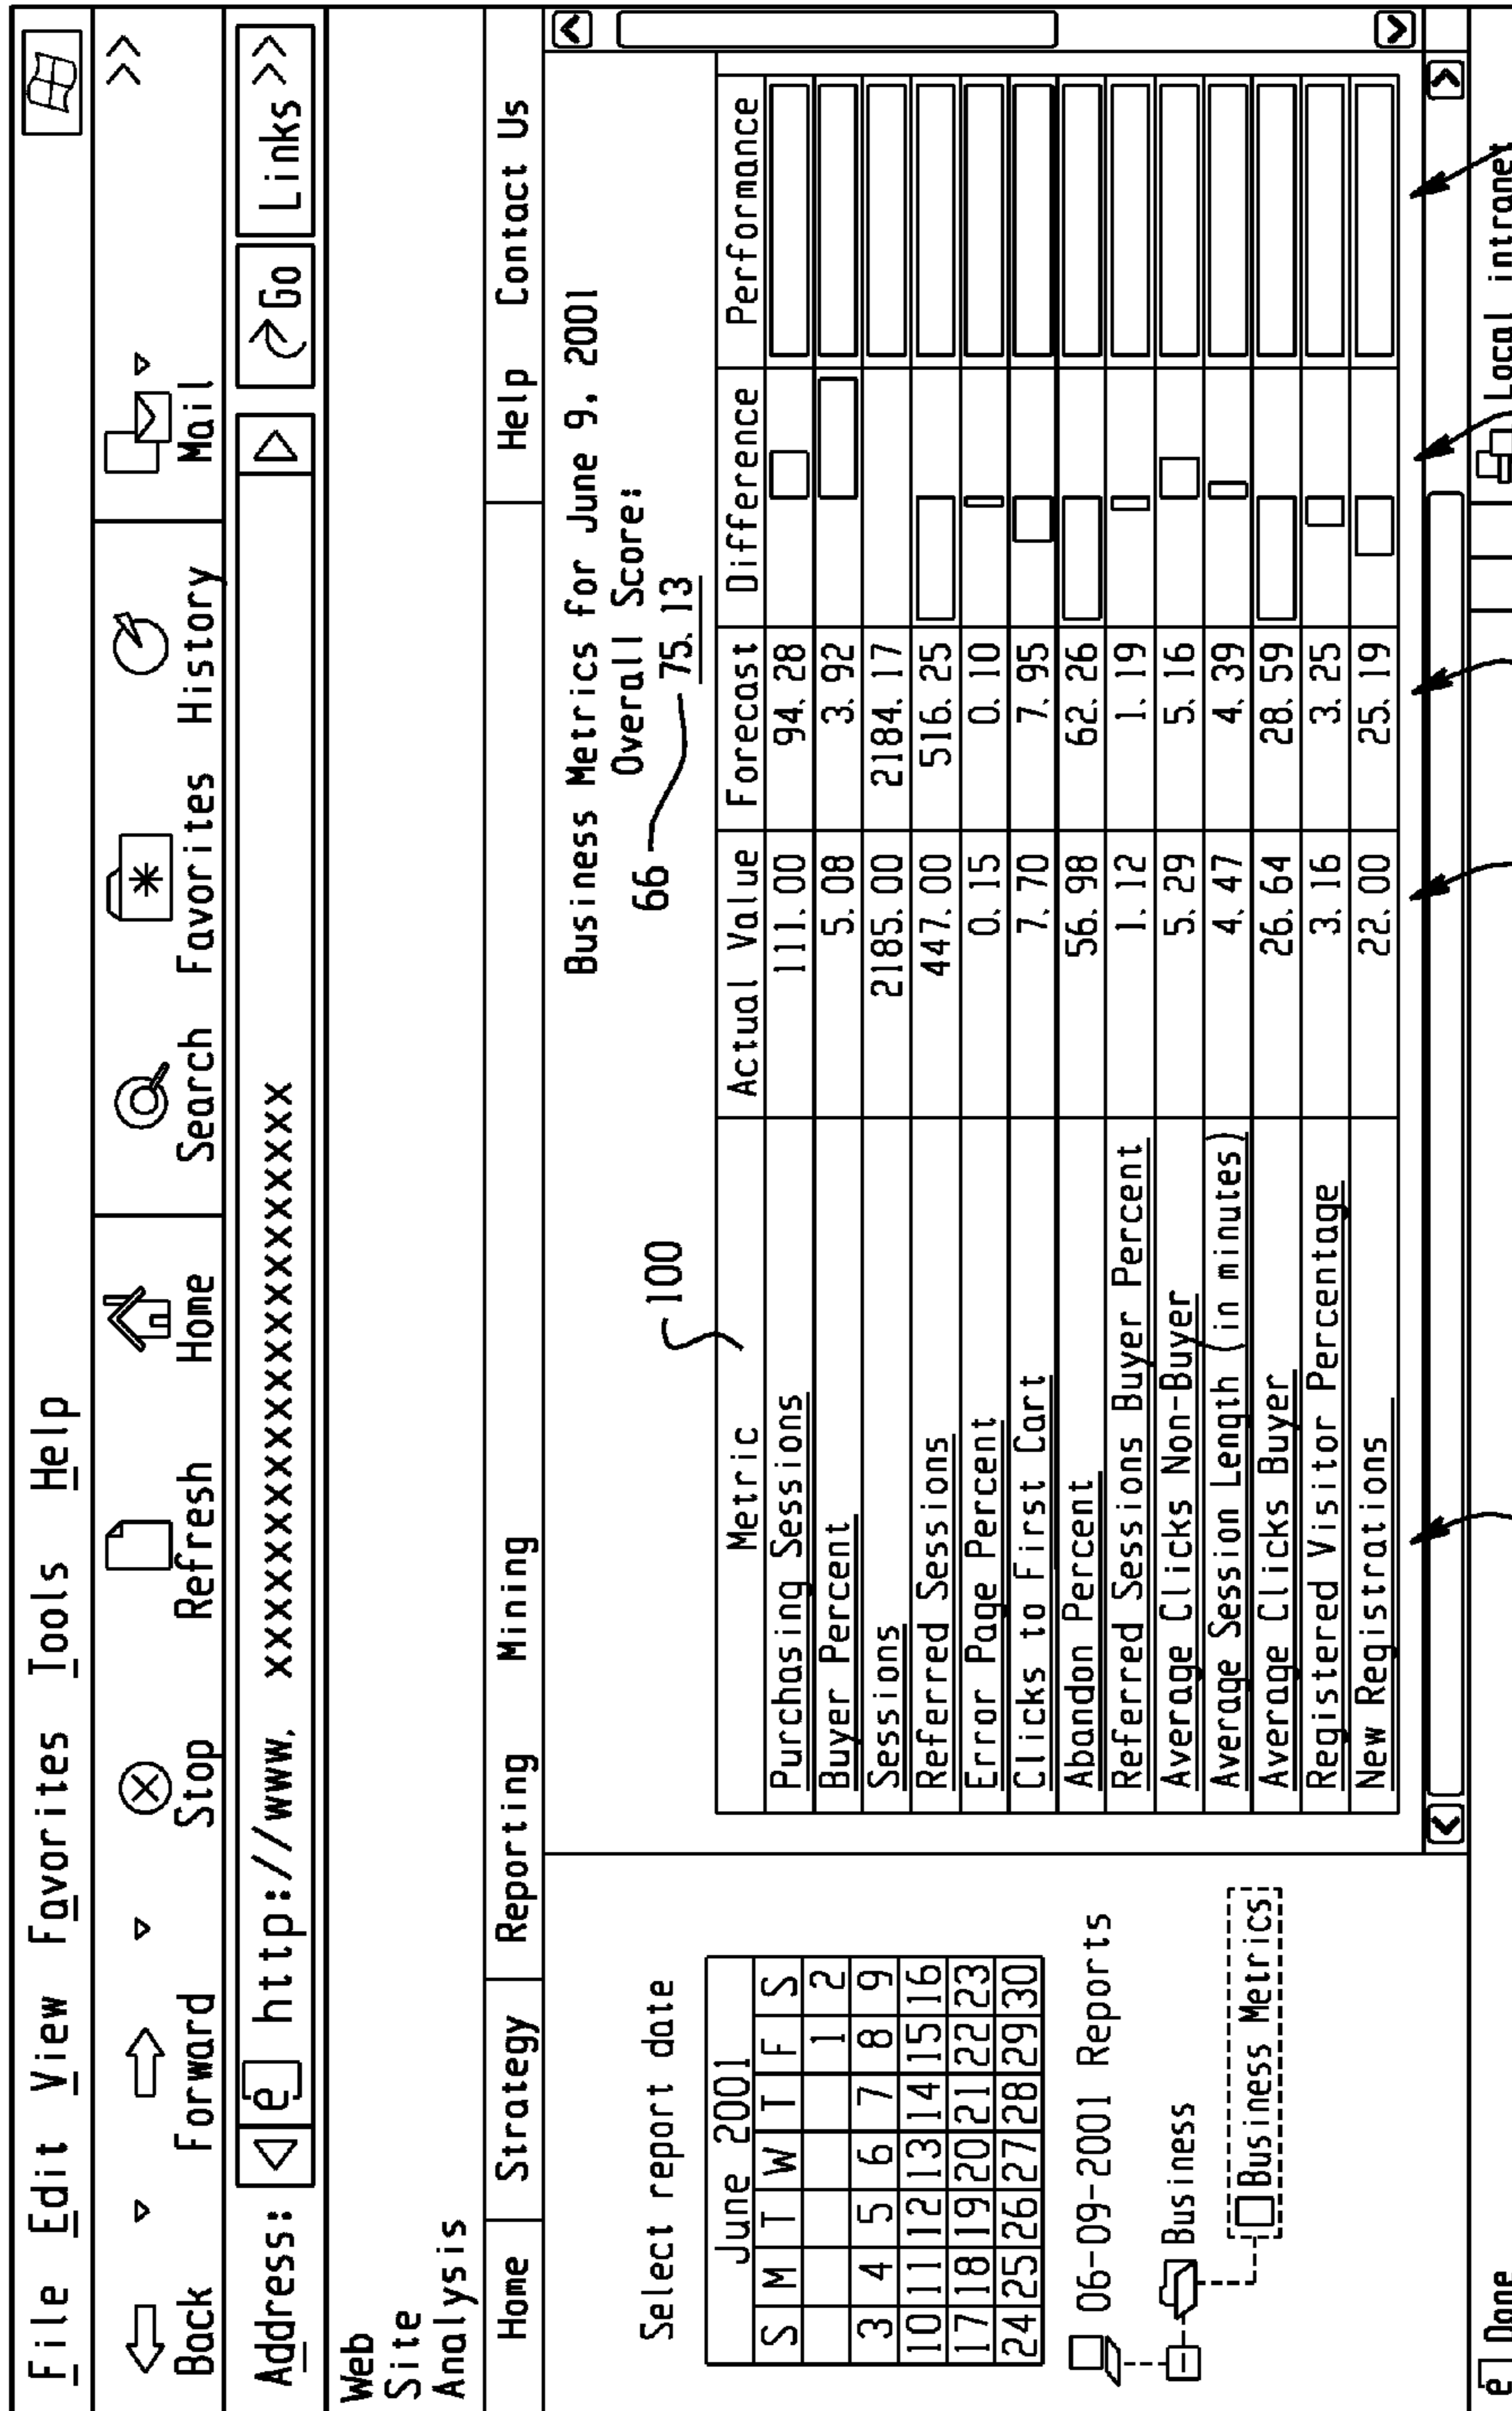 File Edit View Favorites Tools Help
Back Forward Stop Refresh Home Search Favorites History Mail >>
Address: e http://www. xxxxxxxxxxxxxxxxxxxxxxxxxxx Go Links >>
Web
Site
Analysis
Home Strategy Reporting Mining Help Contact Us
Select report date
June 2001
S M T W T F S
1 2
3 4 5 6 7 8 9
10 11 12 13 14 15 16
17 18 19 20 21 22 23
24 25 26 27 28 29 30
06-09-2001 Reports
Business
Business Metrics
Business Metrics for June 9, 2001
Overall Score:
66 75.13
100
Metric Actual Value Forecast Difference Performance
Purchasing Sessions 111.00 94.28
Buyer Percent 5.08 3.92
Sessions 2185.00 2184.17
Referred Sessions 447.00 516.25
Error Page Percent 0.15 0.10
Clicks to First Cart 7.70 7.95
Abandon Percent 56.98 62.26
Referred Sessions Buyer Percent 1.12 1.19
Average Clicks Non-Buyer 5.29 5.16
Average Session Length (in minutes) 4.47 4.39
Average Clicks Buyer 26.64 28.59
Registered Visitor Percentage 3.16 3.25
New Registrations 22.00 25.19
e Done Local intranet